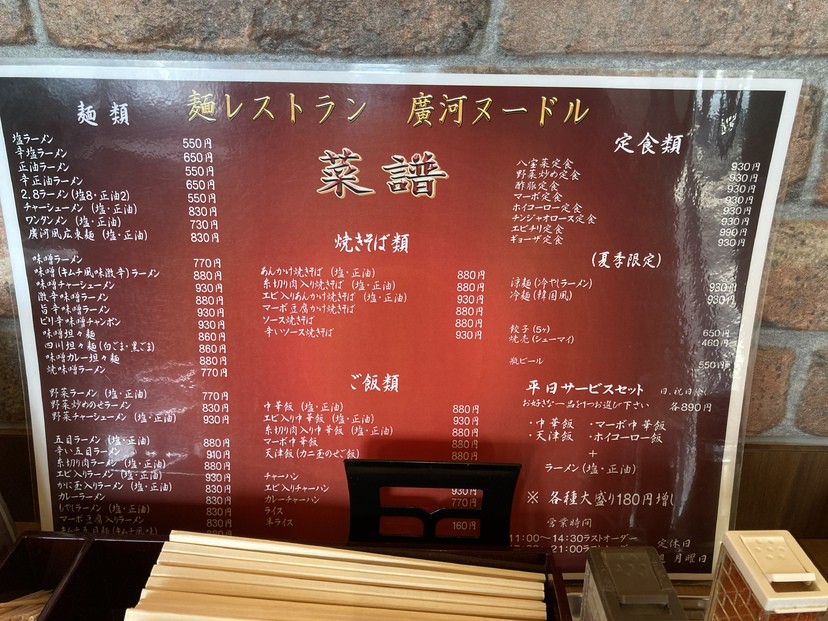 麺レストラン 廣河ヌードル
菜譜
麺類
塩ラーメン 550円
辛塩ラーメン 650円
正油ラーメン 550円
辛正油ラーメン 650円
2,8ラーメン(塩8・正油2) 550円
チャーシューメン(塩・正油) 830円
ワンタンメン(塩・正油) 730円
廣河風広東麺(塩・正油) 830円
味噌ラーメン 770円
味噌(キムチ風味激辛)ラーメン 880円
味噌チャーシューメン 930円
激辛味噌ラーメン 880円
旨辛味噌ラーメン 930円
ピリ辛味噌チャンポン 930円
味噌坦々麺 860円
四川坦々麺(白ごま・黒ごま) 860円
味噌カレー坦々麺 880円
焼味噌ラーメン 770円
野菜ラーメン(塩・正油) 770円
野菜炒めのせラーメン 830円
野菜チャーシューメン(塩・正油) 930円
五目ラーメン(塩・正油) 880円
辛い五目ラーメン 910円
糸切り肉ラーメン(塩・正油) 880円
エビ入りラーメン(塩・正油) 930円
かに玉入りラーメン(塩・正油) 930円
カレーラーメン 830円
もやしラーメン(塩・正油) 830円
マーボ豆腐入りラーメン 830円
焼きそば類
あんかけ焼きそば(塩・正油) 880円
糸切り肉入り焼きそば(塩・正油) 880円
エビ入りあんかけ焼きそば(塩・正油) 930円
マーボ豆腐かけ焼きそば 880円
ソース焼きそば 880円
辛いソース焼きそば 930円
ご飯類
中華飯(塩・正油) 880円
エビ入り中華飯(塩・正油) 930円
糸切り肉入り中華飯(塩・正油) 880円
マーボ中華飯 880円
天津飯(カニ玉のせご飯) 880円
チャーハン
エビチャーハン 930円
カレーチャーハン 770円
ライス
半ライス 160円
定食類
八宝菜定食 930円
野菜炒め定食 930円
酢豚定食 930円
マーボ定食 930円
ホイコーロー定食 930円
チンジャオロース定食 930円
エビチリ定食 990円
ギョーザ定食 930円
(夏季限定)
涼麺(冷やしラーメン) 930円
冷麺(韓国風) 930円
餃子(5ヶ) 650円
焼売(シューマイ) 460円
瓶ビール 550円
平日サービスセット
お好きな一品を1つお選び下さい 各890円
・中華飯 ・マーボ中華飯
・天津飯 ・ホイコーロー飯
+
ラーメン(塩・正油)
※ 各種大盛り180円増し
営業時間
11:00〜14:30ラストオーダー
21:00ラスト
定休日
月曜日